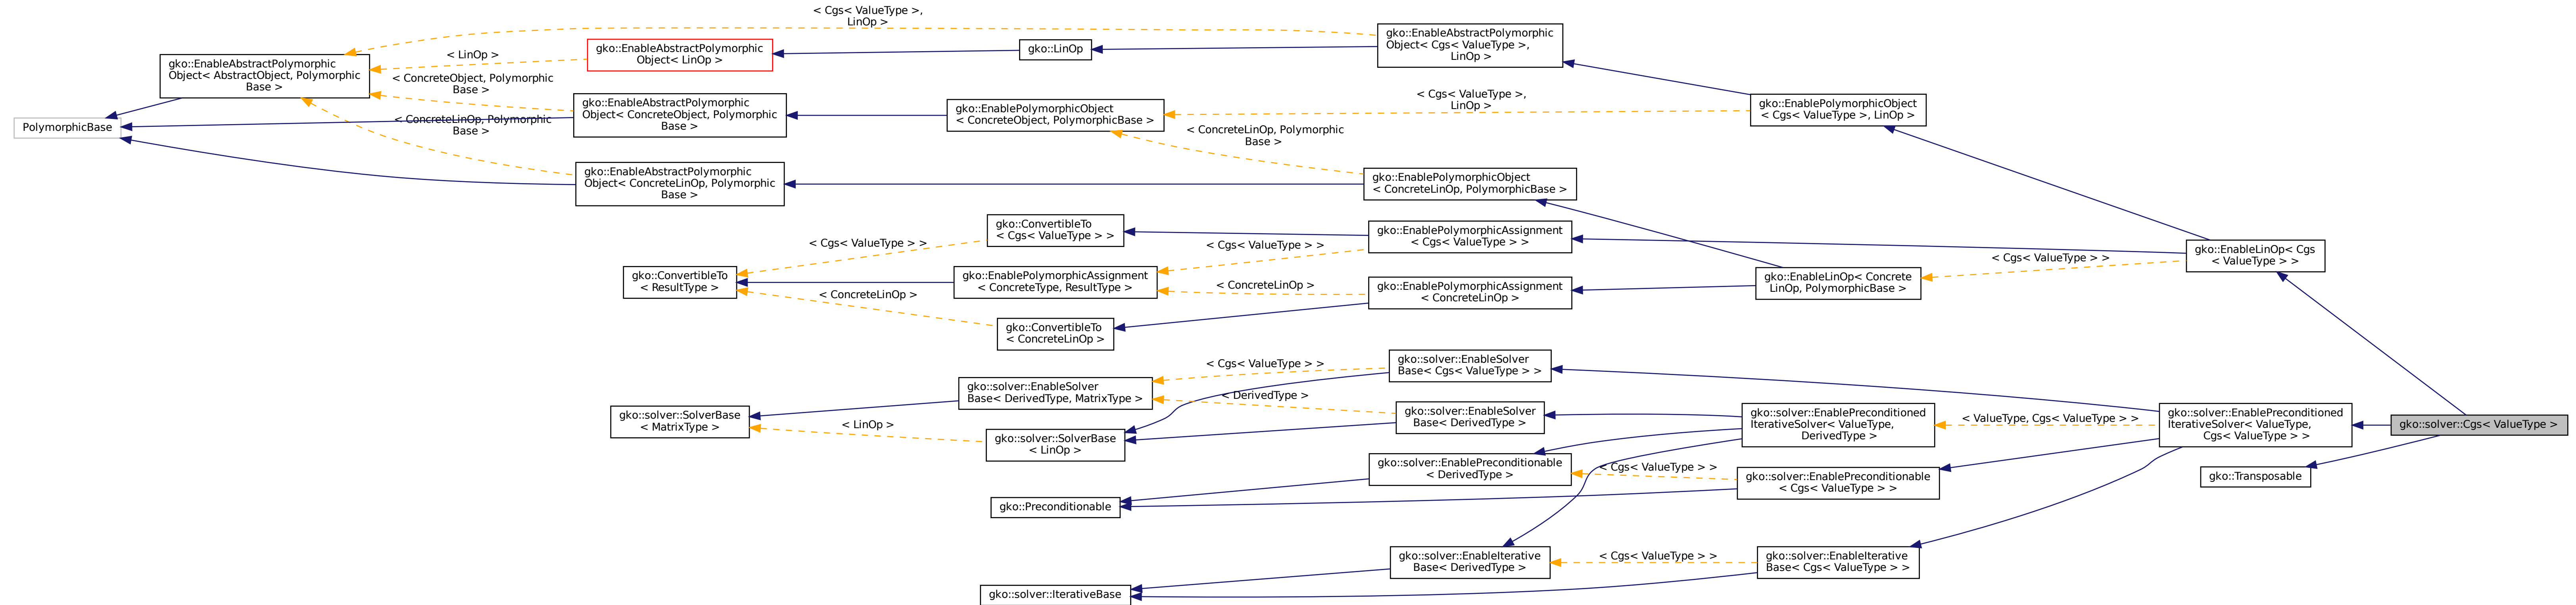 PolymorphicBase
gko::EnableAbstractPolymorphic
Object< AbstractObject, Polymorphic
Base >
< Cgs< ValueType >,
LinOp >
< LinOp >
< ConcreteObject, Polymorphic
Base >
< ConcreteLinOp, Polymorphic
Base >
gko::EnableAbstractPolymorphic
Object< LinOp >
gko::EnableAbstractPolymorphic
Object< ConcreteObject, Polymorphic
Base >
gko::EnableAbstractPolymorphic
Object< ConcreteLinOp, Polymorphic
Base >
gko::LinOp
gko::EnablePolymorphicObject
< ConcreteObject, PolymorphicBase >
gko::EnableAbstractPolymorphic
Object< Cgs< ValueType >,
LinOp >
< Cgs< ValueType >,
LinOp >
< ConcreteLinOp, Polymorphic
Base >
gko::EnablePolymorphicObject
< ConcreteLinOp, PolymorphicBase >
gko::EnablePolymorphicObject
< Cgs< ValueType >, LinOp >
gko::ConvertibleTo
< ResultType >
< Cgs< ValueType > >
< ConcreteLinOp >
gko::ConvertibleTo
< Cgs< ValueType > >
gko::EnablePolymorphicAssignment
< ConcreteType, ResultType >
gko::ConvertibleTo
< ConcreteLinOp >
< Cgs< ValueType > >
< ConcreteLinOp >
gko::EnablePolymorphicAssignment
< Cgs< ValueType > >
gko::EnablePolymorphicAssignment
< ConcreteLinOp >
gko::EnableLinOp< Concrete
LinOp, PolymorphicBase >
< Cgs< ValueType > >
gko::EnableLinOp< Cgs
< ValueType > >
gko::solver::SolverBase
< MatrixType >
< LinOp >
gko::solver::EnableSolver
Base< DerivedType, MatrixType >
gko::solver::SolverBase
< LinOp >
< Cgs< ValueType > >
< DerivedType >
gko::solver::EnableSolver
Base< Cgs< ValueType > >
gko::solver::EnableSolver
Base< DerivedType >
gko::solver::EnablePreconditioned
IterativeSolver< ValueType,
DerivedType >
< ValueType, Cgs< ValueType > >
gko::solver::EnablePreconditioned
IterativeSolver< ValueType,
Cgs< ValueType > >
gko::solver::Cgs< ValueType >
gko::Preconditionable
gko::solver::EnablePreconditionable
< DerivedType >
< Cgs< ValueType > >
gko::solver::EnablePreconditionable
< Cgs< ValueType > >
gko::Transposable
gko::solver::IterativeBase
gko::solver::EnableIterative
Base< DerivedType >
< Cgs< ValueType > >
gko::solver::EnableIterative
Base< Cgs< ValueType > >